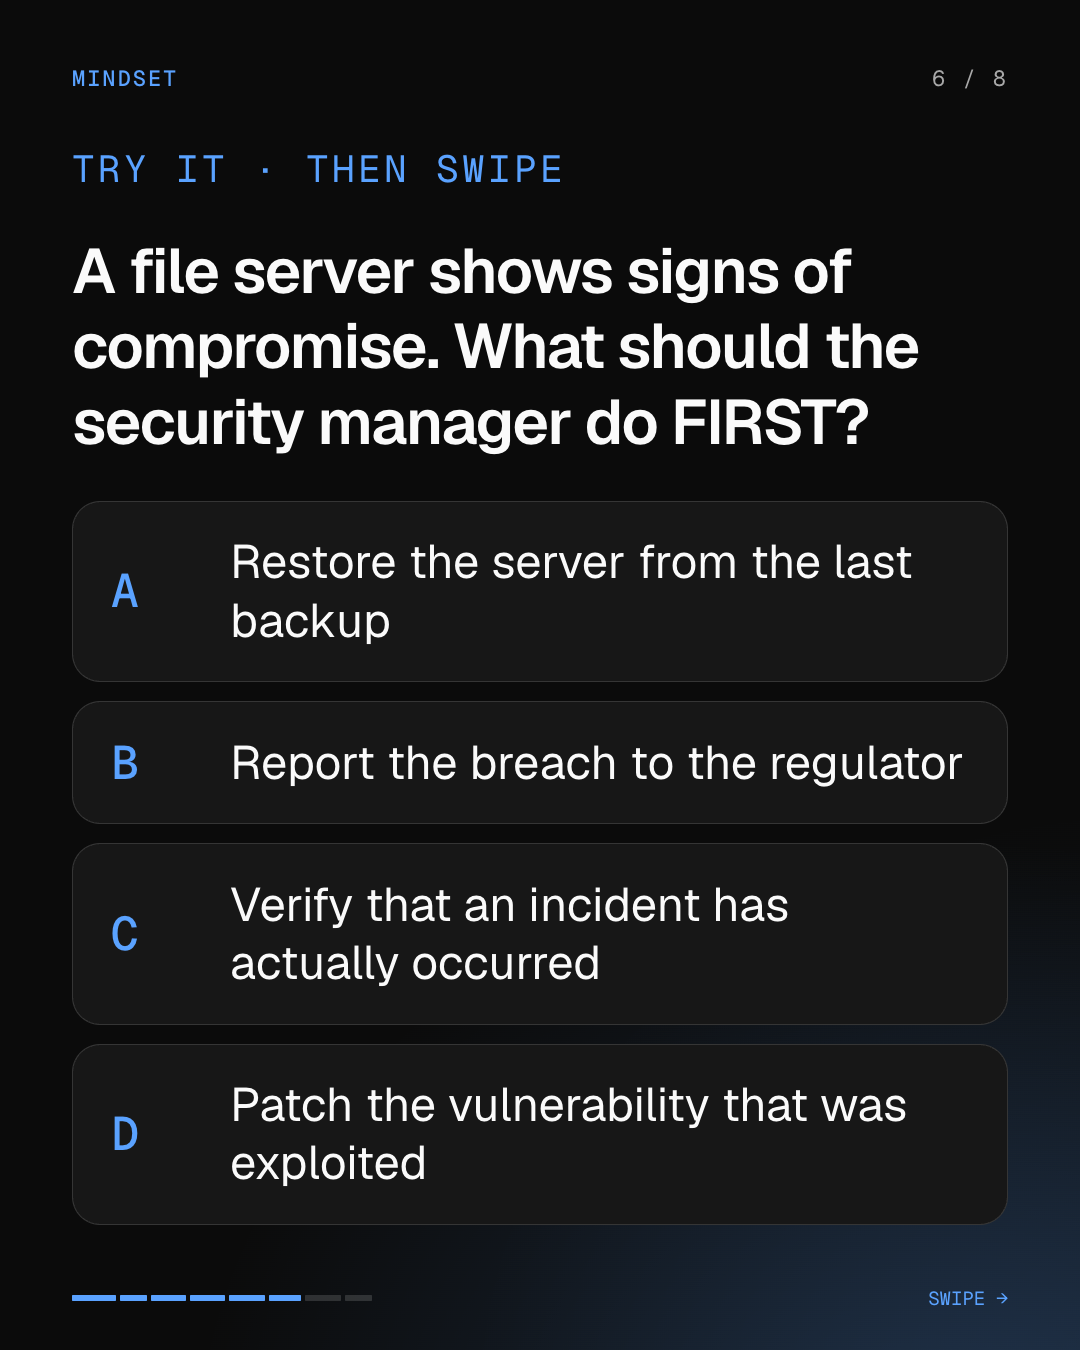 MINDSET
6 / 8
TRY IT · THEN SWIPE
A file server shows signs of
compromise. What should the
security manager do FIRST?
A
Restore the server from the last
backup
B
Report the breach to the regulator
C
Verify that an incident has
actually occurred
D
Patch the vulnerability that was
exploited
SWIPE →